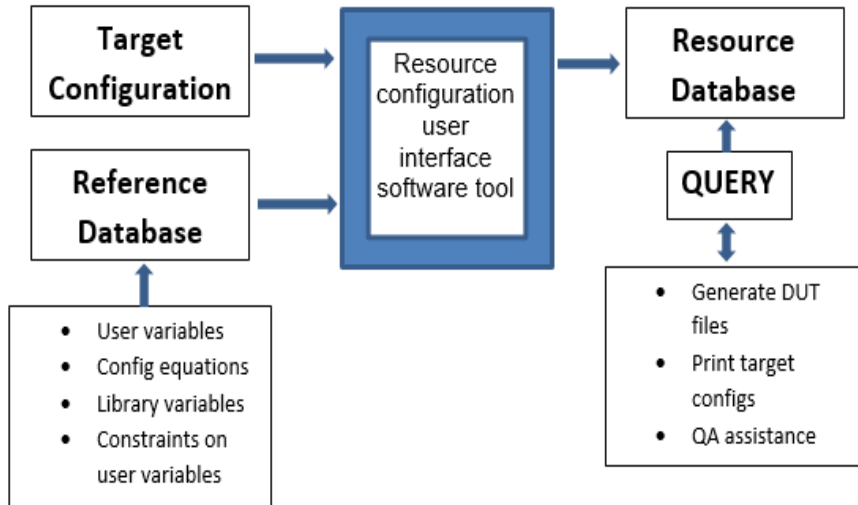 Target
Configuration
Reference
Database
• User variables
• Config equations
• Library variables
• Constraints on
user variables
Resource
configuration
user
interface
software tool
Resource
Database
QUERY
• Generate DUT
files
• Print target
configs
• QA assistance